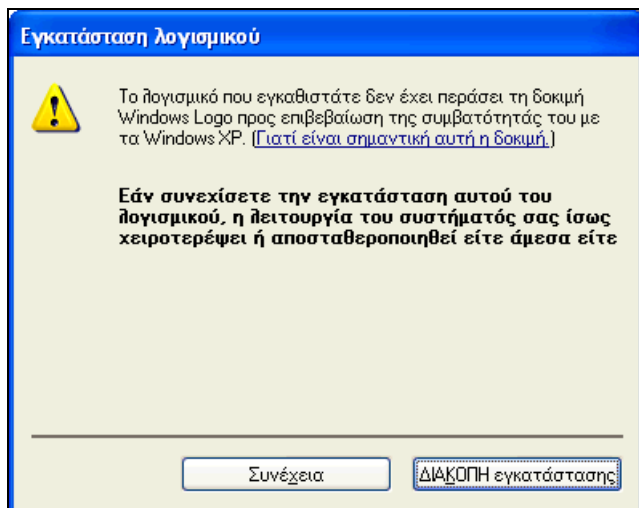 Εγκατάσταση λογισμικού
Το λογισμικό που εγκαθιστάτε δεν έχει περάσει τη δοκιμή
Windows Logo προς επιβεβαίωση της συμβατότητάς του με
τα Windows XP. (Γιατί είναι σημαντική αυτή η δοκιμή.)
Εάν συνεχίσετε την εγκατάσταση αυτού του
λογισμικού, η λειτουργία του συστήματός σας ίσως
χειροτερέψει ή αποσταθεροποιηθεί είτε άμεσα είτε
Συνέχεια
ΔΙΑΚΟΠΗ εγκατάστασης